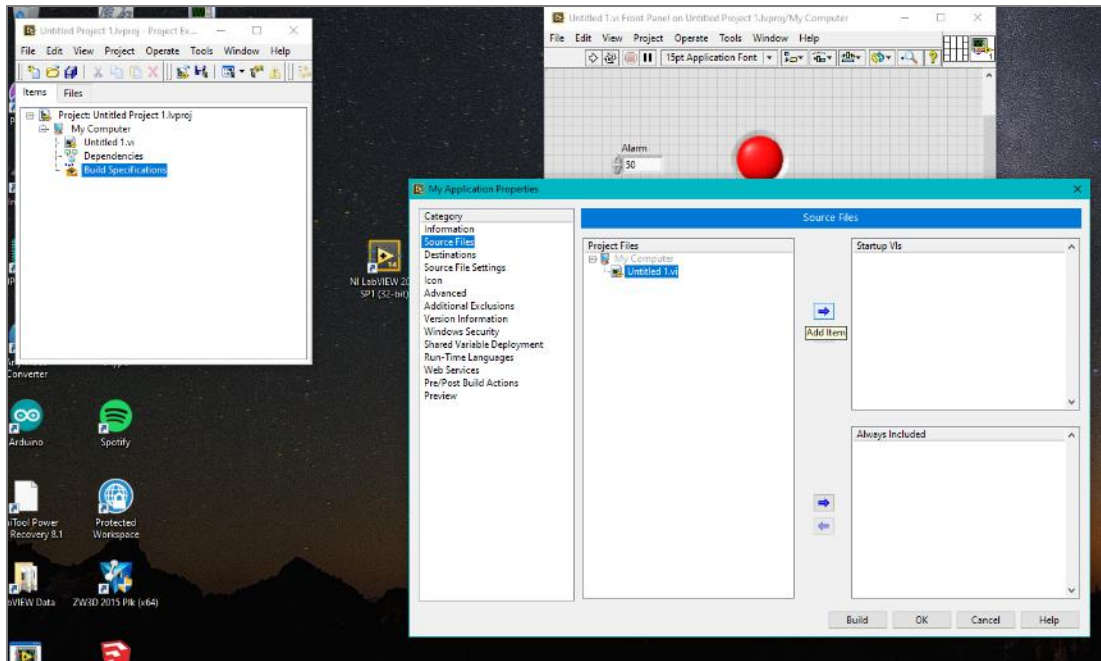 Untitled Project 1.lvproj - Project Ex...
File Edit View Project Operate Tools Window Help
Items Files
Project: Untitled Project 1.lvproj
My Computer
Untitled 1.vi
Dependencies
Build Specifications
Untitled 1.vi Front Panel on Untitled Project 1.lvproj/My Computer
File Edit View Project Operate Tools Window Help
15pt Application Font
1
Alarm
50
My Application Properties
Category
Information
Source Files
Destinations
Source File Settings
Icon
Advanced
Additional Exclusions
Version Information
Windows Security
Shared Variable Deployment
Run-Time Languages
Web Services
Pre/Post Build Actions
Preview
Source Files
Project Files
My Computer
Untitled 1.vi
Add Item
Startup VIs
Always Included
Build OK Cancel Help
NI LabVIEW 20
SP1 (32-bit)
Converter
Arduino
Spotify
Power
Recovery 8.1
Protected
Workspace
Data
ZW3D 2015 Plk (x64)